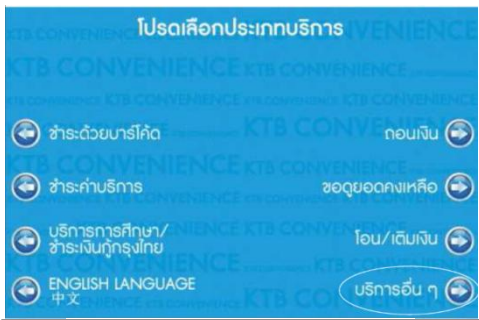 โปรดเลือกประเภทบริการ
ชำระด้วยบาร์โค้ด
ถอนเงิน
ชำระค่าบริการ
ขอดูยอดคงเหลือ
บริการการศึกษา/
ชำระเงินกู้กรุงไทย
โอน/เติมเงิน
ENGLISH LANGUAGE
中文
บริการอื่น ๆ
KTB CONVENIENCE